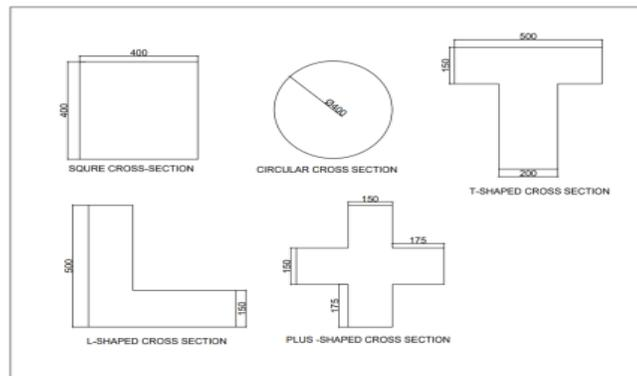 400
400
SQURE CROSS-SECTION
Ø400
CIRCULAR CROSS SECTION
500
150
200
T-SHAPED CROSS SECTION
500
150
L-SHAPED CROSS SECTION
150
175
150
175
PLUS -SHAPED CROSS SECTION